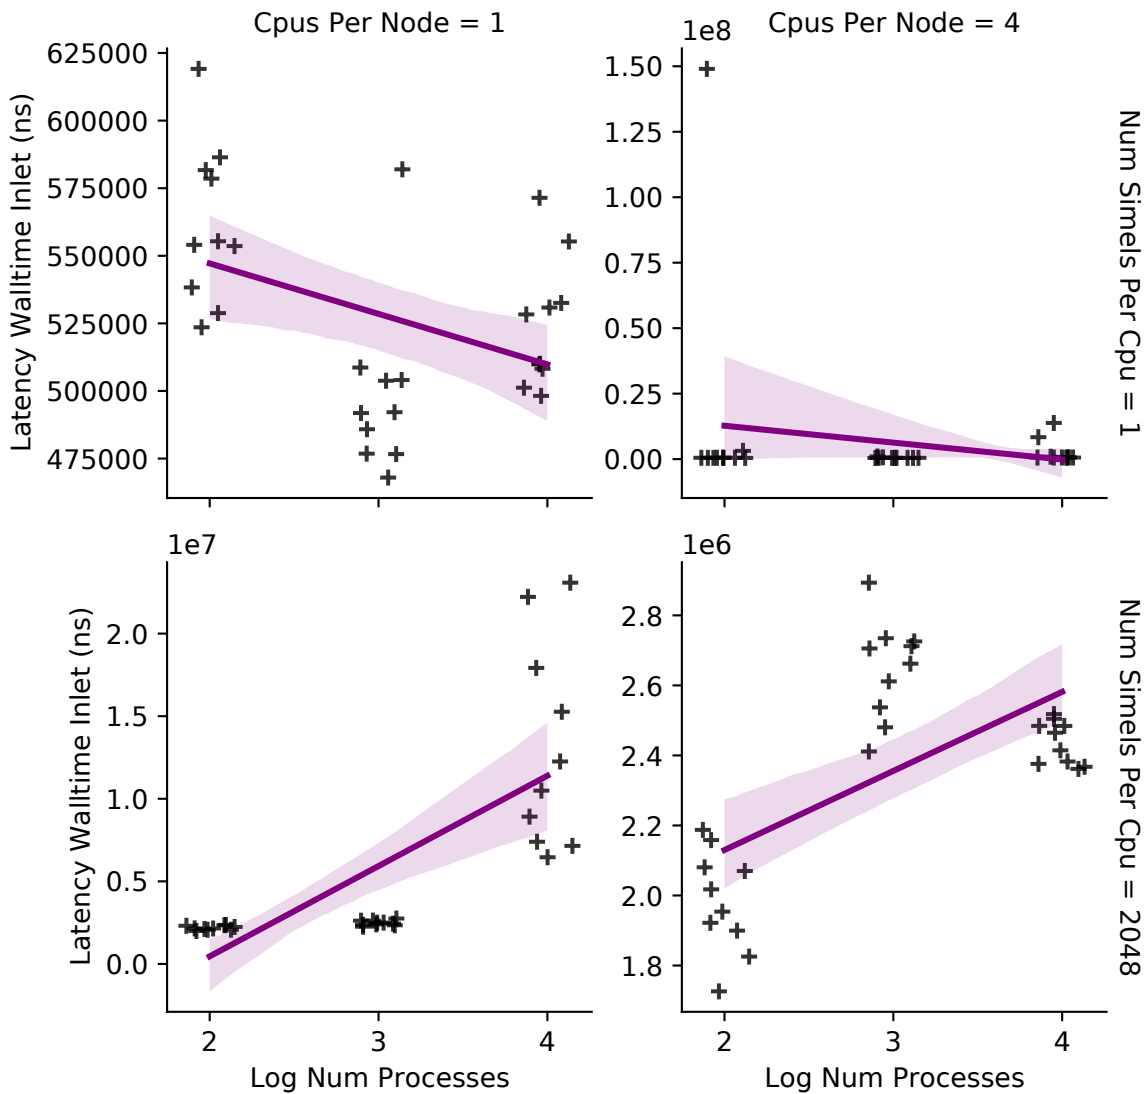 Cpus Per Node = 1
Cpus Per Node = 4
1e8
Latency Walltime Inlet (ns)
625000
600000
575000
550000
525000
500000
475000
1.50
1.25
1.00
0.75
0.50
0.25
0.00
Num Simels Per Cpu = 1
1e7
1e6
Latency Walltime Inlet (ns)
2.0
1.5
1.0
0.5
0.0
2.8
2.6
2.4
2.2
2.0
1.8
Num Simels Per Cpu = 2048
2 3 4
2 3 4
Log Num Processes
Log Num Processes